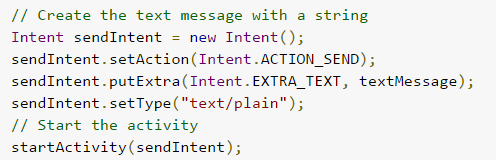 // Create the text message with a string
Intent sendIntent = new Intent();
sendIntent.setAction(Intent.ACTION_SEND);
sendIntent.putExtra(Intent.EXTRA_TEXT, textMessage);
sendIntent.setType("text/plain");
// Start the activity
startActivity(sendIntent);